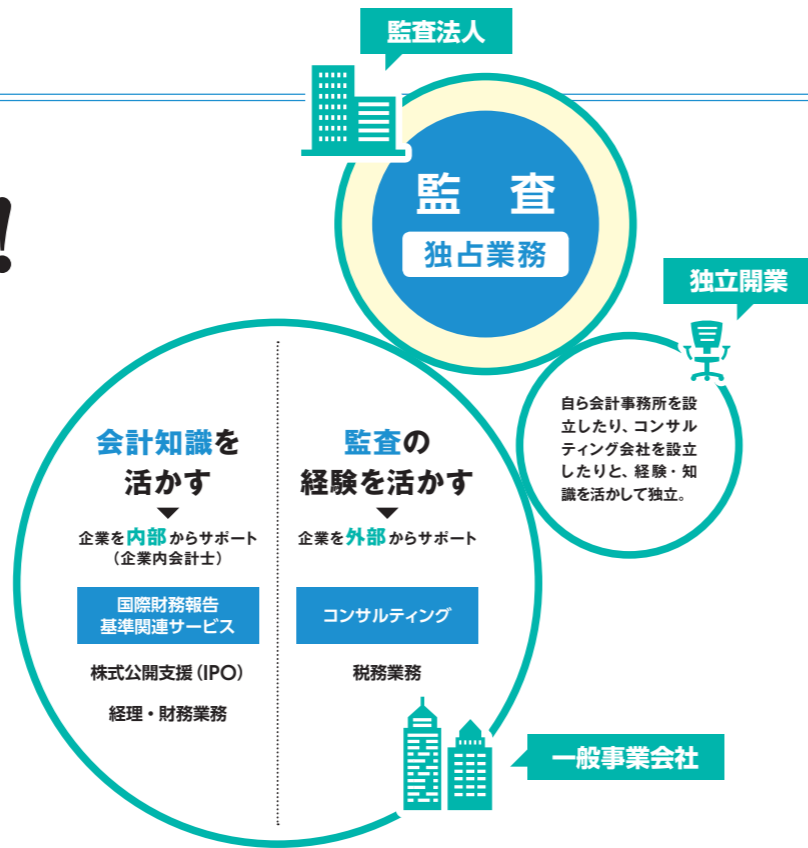 監査法人
!
監 査
独占業務
独立開業
自ら会計事務所を設
立したり、コンサル
ティング会社を設立
したりと、経験・知
識を活かして独立。
会計知識を
活かす
▼
企業を内部からサポート
(企業内会計士)
国際財務報告
基準関連サービス
株式公開支援(IPO)
経理・財務業務
監査の
経験を活かす
▼
企業を外部からサポート
コンサルティング
税務業務
一般事業会社